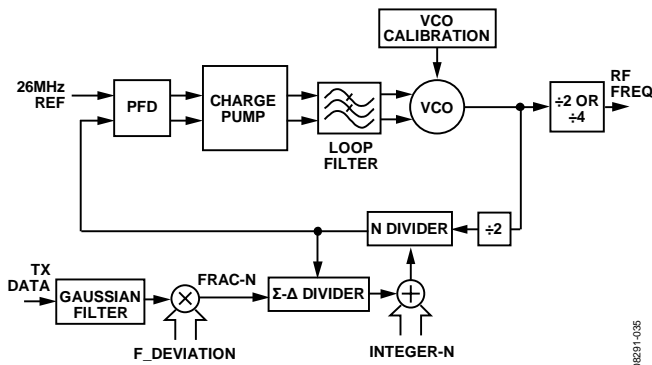 VCO
CALIBRATION
26MHz
REF
PFD
CHARGE
PUMP
LOOP
FILTER
VCO
÷2 OR
÷4
RF
FREQ
N DIVIDER
÷2
TX
DATA
GAUSSIAN
FILTER
×
FRAC-N
Σ-Δ DIVIDER
+
F_DEVIATION
INTEGER-N
08291-035